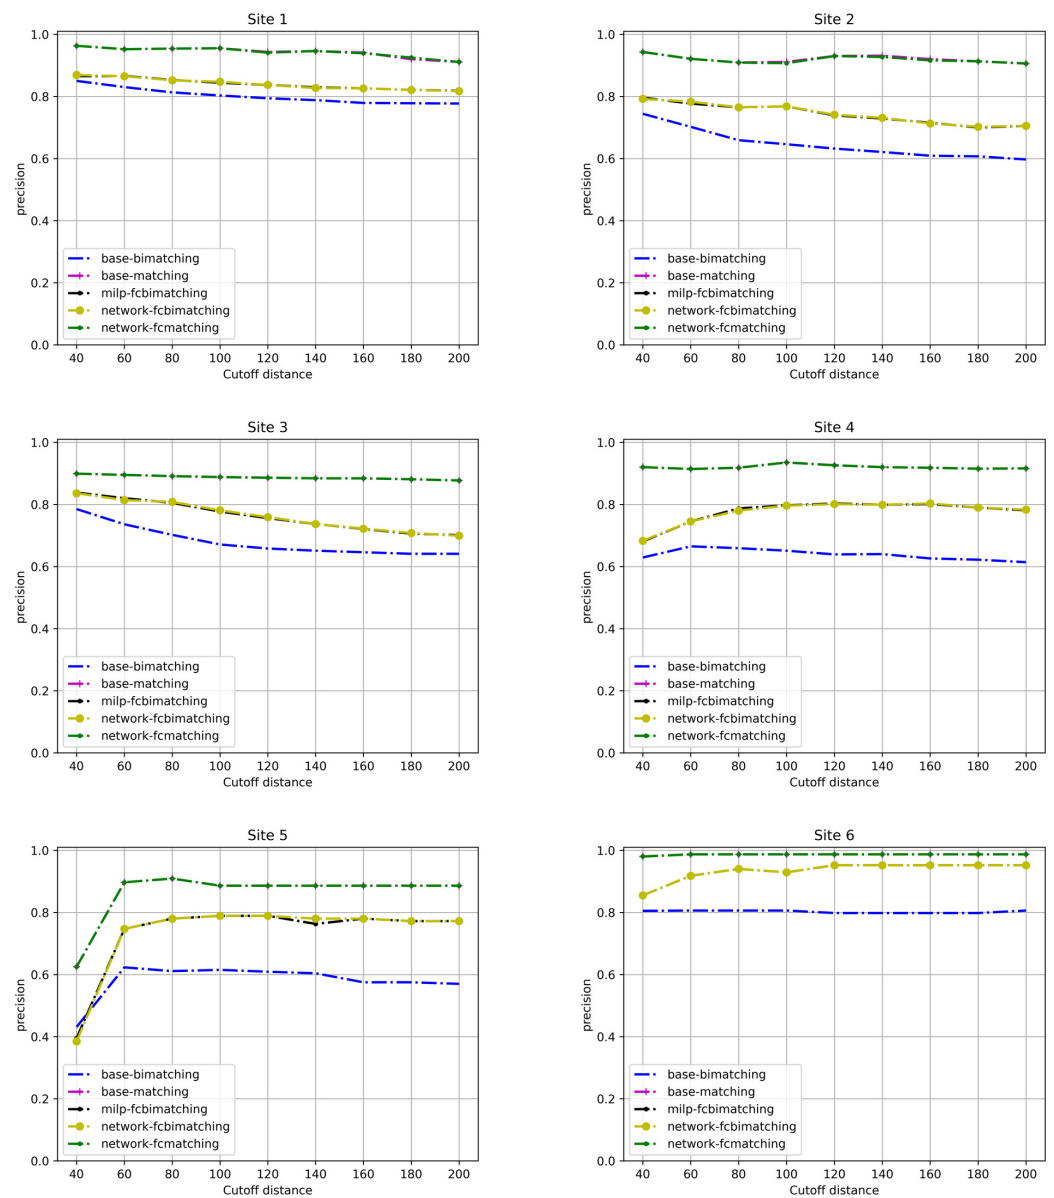 Site 1
1.0
0.8
0.6
0.4
0.2
0.0
precision
base-bimatching
base-matching
milp-fcbimatching
network-fcbimatching
network-fcmatching
40 60 80 100 120 140 160 180 200
Cutoff distance
Site 2
1.0
0.8
0.6
0.4
0.2
0.0
precision
base-bimatching
base-matching
milp-fcbimatching
network-fcbimatching
network-fcmatching
40 60 80 100 120 140 160 180 200
Cutoff distance
Site 3
1.0
0.8
0.6
0.4
0.2
0.0
precision
base-bimatching
base-matching
milp-fcbimatching
network-fcbimatching
network-fcmatching
40 60 80 100 120 140 160 180 200
Cutoff distance
Site 4
1.0
0.8
0.6
0.4
0.2
0.0
precision
base-bimatching
base-matching
milp-fcbimatching
network-fcbimatching
network-fcmatching
40 60 80 100 120 140 160 180 200
Cutoff distance
Site 5
1.0
0.8
0.6
0.4
0.2
0.0
precision
base-bimatching
base-matching
milp-fcbimatching
network-fcbimatching
network-fcmatching
40 60 80 100 120 140 160 180 200
Cutoff distance
Site 6
1.0
0.8
0.6
0.4
0.2
0.0
precision
base-bimatching
base-matching
milp-fcbimatching
network-fcbimatching
network-fcmatching
40 60 80 100 120 140 160 180 200
Cutoff distance